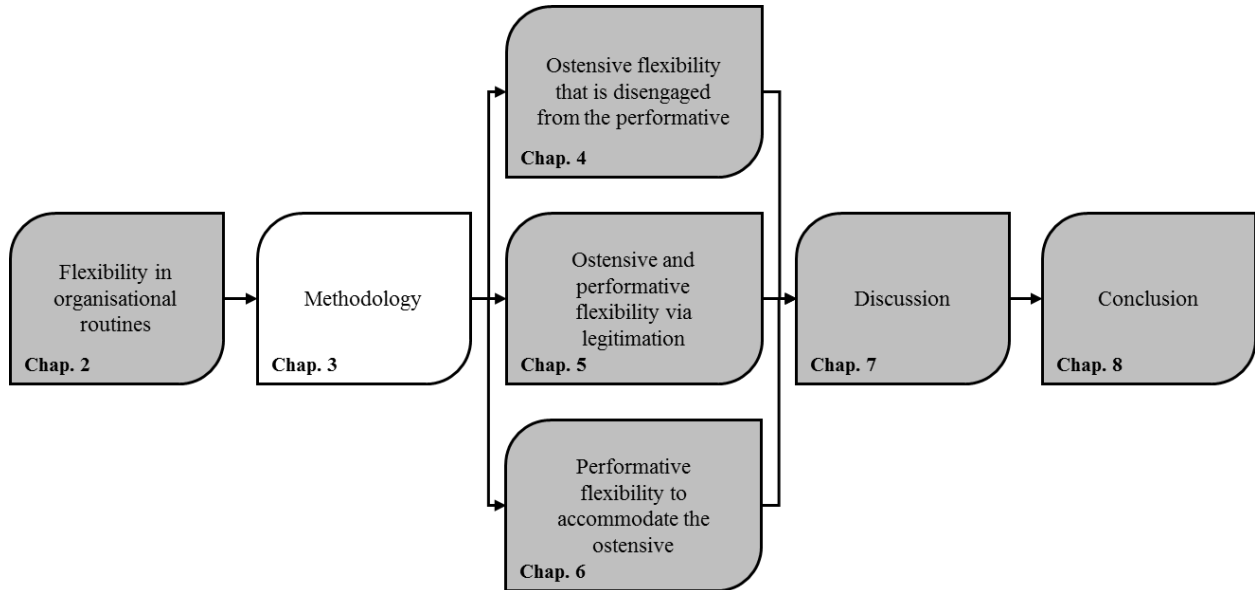 Flexibility in
organisational
routines
Chap. 2
Methodology
Chap. 3
Ostensive flexibility
that is disengaged
from the performative
Chap. 4
Ostensive and
performative
flexibility via
legitimation
Chap. 5
Performative
flexibility to
accommodate the
ostensive
Chap. 6
Discussion
Chap. 7
Conclusion
Chap. 8